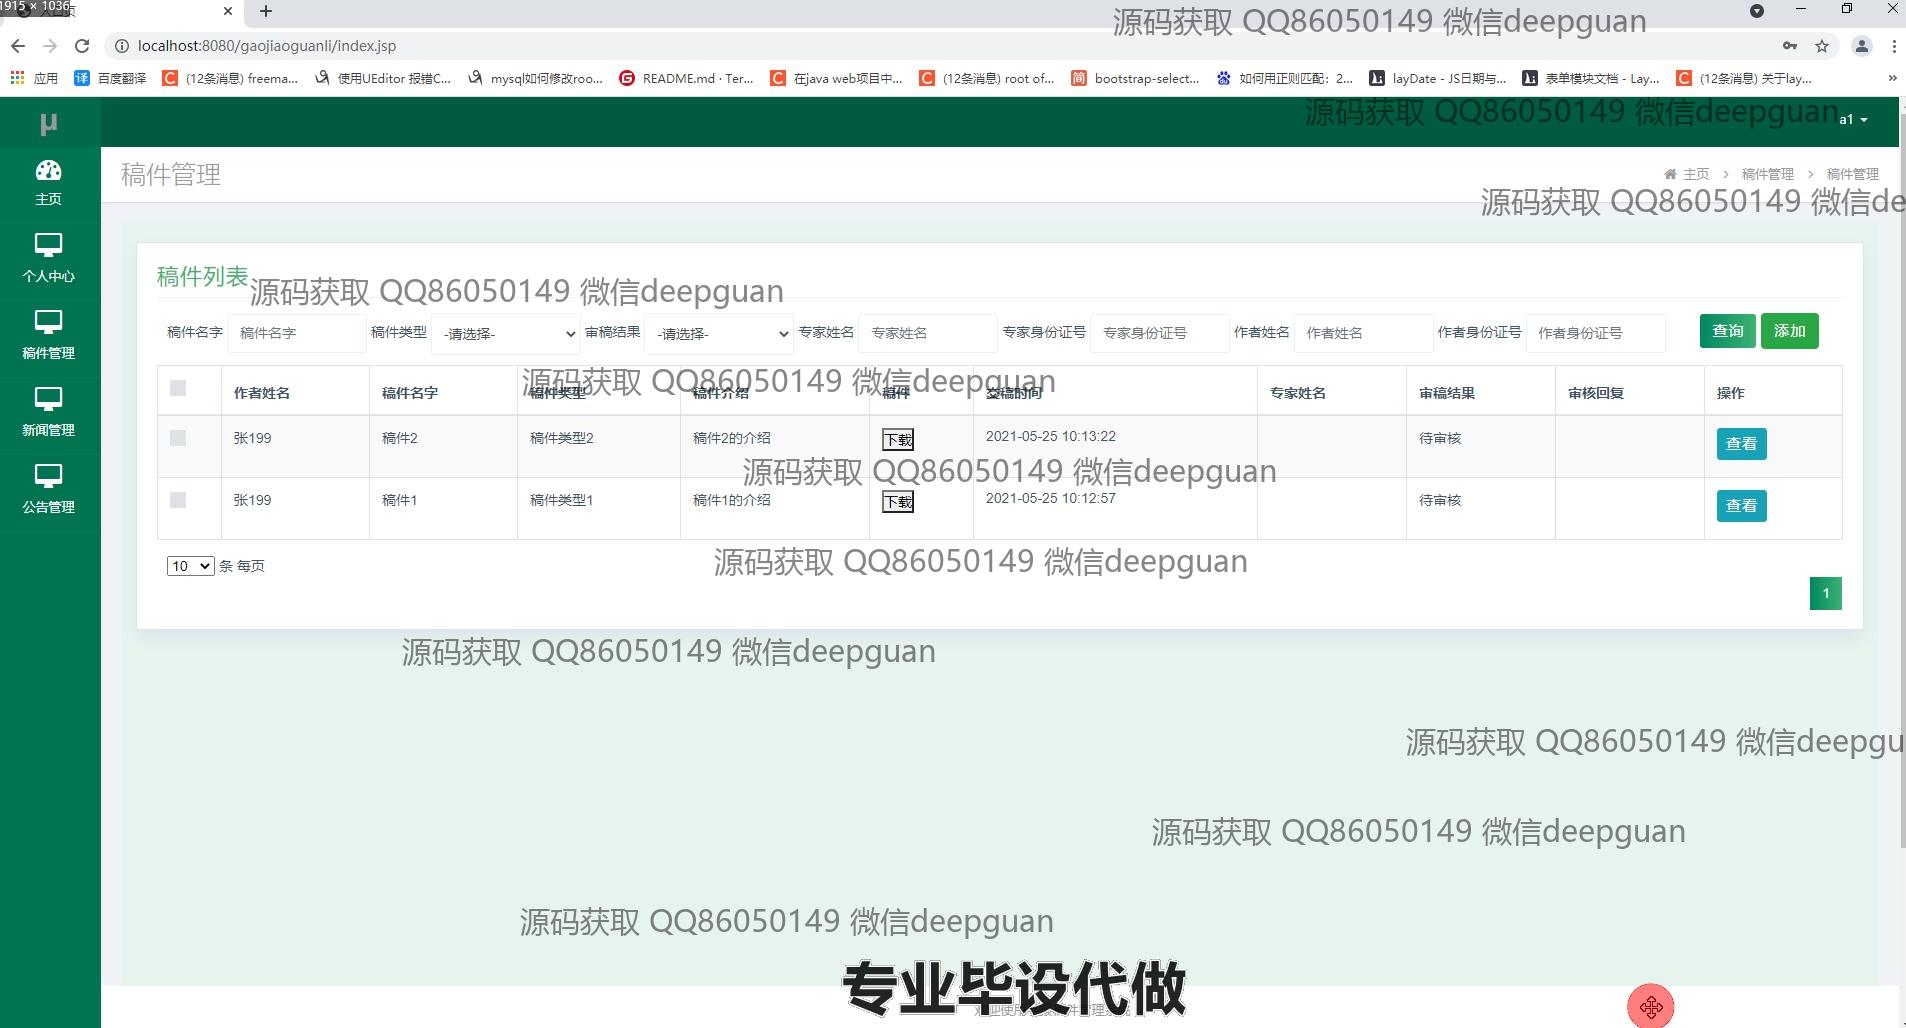 1915 × 1036
源码获取 QQ86050149 微信deepguan
localhost:8080/gaojiaoguanli/index.jsp
应用 百度翻译 (12条消息) freema... 使用UEditor 报错C... mysql如何修改roo... README.md · Ter... 在java web项目中... (12条消息) root of... bootstrap-select... 如何用正则匹配：2... layDate - JS日期与... 表单模块文档 - Lay... (12条消息) 关于lay... »
源码获取 QQ86050149 微信deepguan
μ
a1
主页
个人中心
稿件管理
新闻管理
公告管理
稿件管理
主页 > 稿件管理 > 稿件管理
源码获取 QQ86050149 微信de
稿件列表
源码获取 QQ86050149 微信deepguan
稿件名字 稿件名字 稿件类型 -请选择- 审稿结果 -请选择- 专家姓名 专家姓名 专家身份证号 专家身份证号 作者姓名 作者姓名 作者身份证号 作者身份证号 查询 添加
源码获取 QQ86050149 微信deepguan
作者姓名 稿件名字 稿件类型 稿件介绍 稿件 交稿时间 专家姓名 审稿结果 审核回复 操作
张199 稿件2 稿件类型2 稿件2的介绍 下载 2021-05-25 10:13:22 待审核 查看
源码获取 QQ86050149 微信deepguan
张199 稿件1 稿件类型1 稿件1的介绍 下载 2021-05-25 10:12:57 待审核 查看
10 条 每页
源码获取 QQ86050149 微信deepguan
1
源码获取 QQ86050149 微信deepguan
源码获取 QQ86050149 微信deepgu
源码获取 QQ86050149 微信deepguan
源码获取 QQ86050149 微信deepguan
专业毕设代做